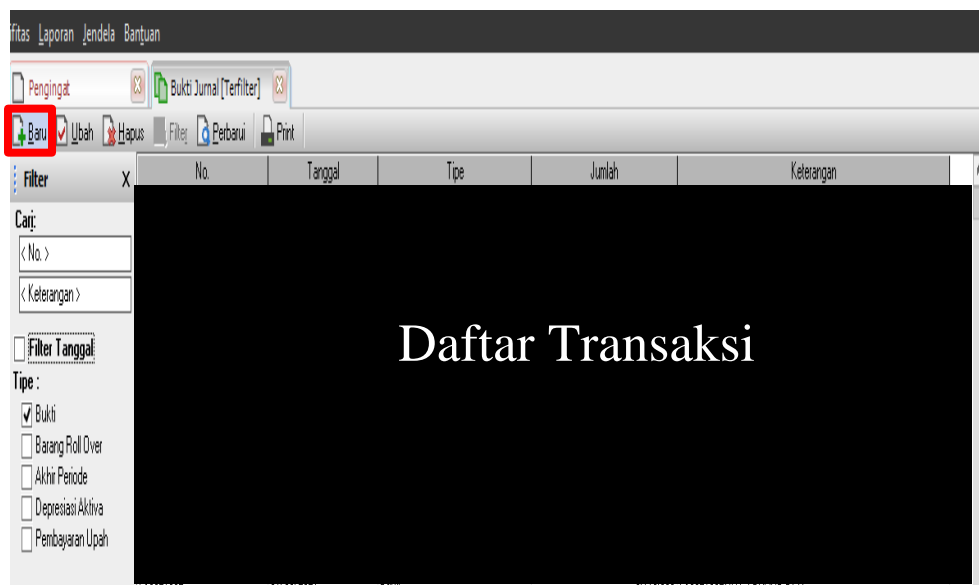 ifitas Laporan Jendela Bantuan
Pengingat Bukti Jurnal [Terfilter]
Baru Ubah Hapus Filter Perbarui Print
Filter X No. Tanggal Tipe Jumlah Keterangan
Cari:
< No. >
< Keterangan >
Filter Tanggal
Daftar Transaksi
Tipe :
Bukti
Barang Roll Over
Akhir Periode
Depresiasi Aktiva
Pembayaran Upah